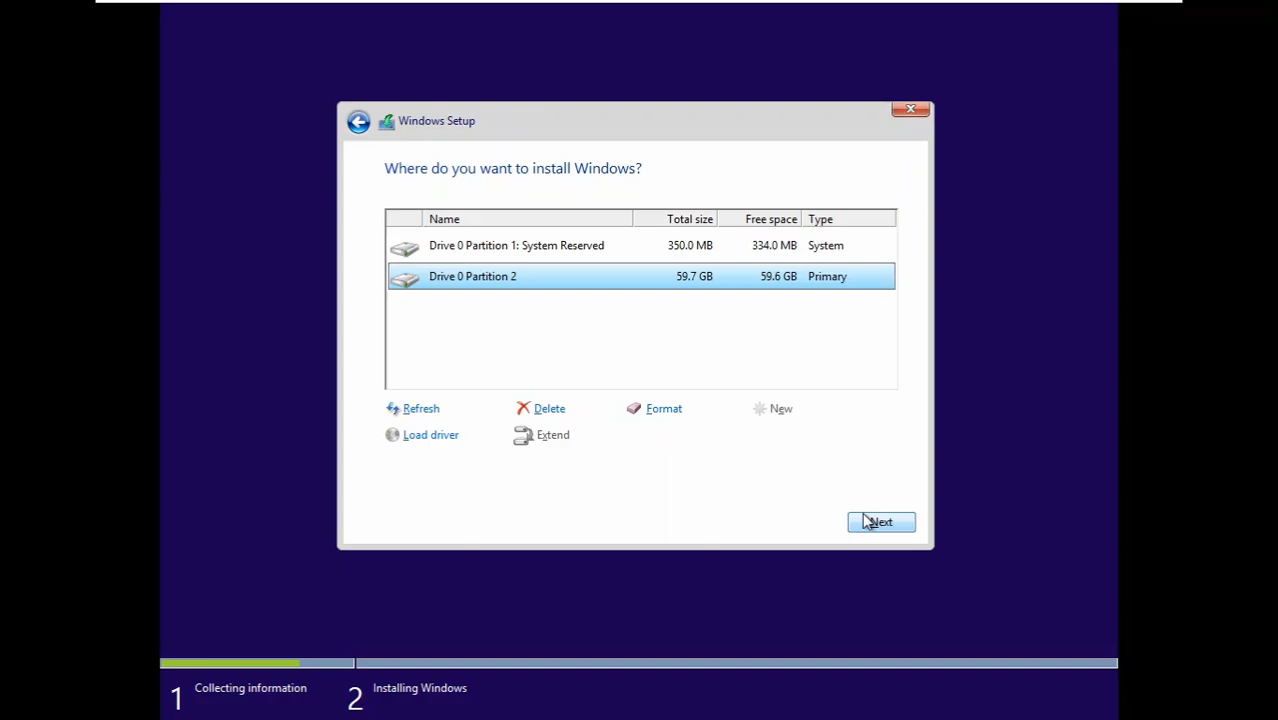 Windows Setup
Where do you want to install Windows?
Name Total size Free space Type
Drive 0 Partition 1: System Reserved 350.0 MB 334.0 MB System
Drive 0 Partition 2 59.7 GB 59.6 GB Primary
Refresh Delete Format New
Load driver Extend
Next
1 Collecting information 2 Installing Windows